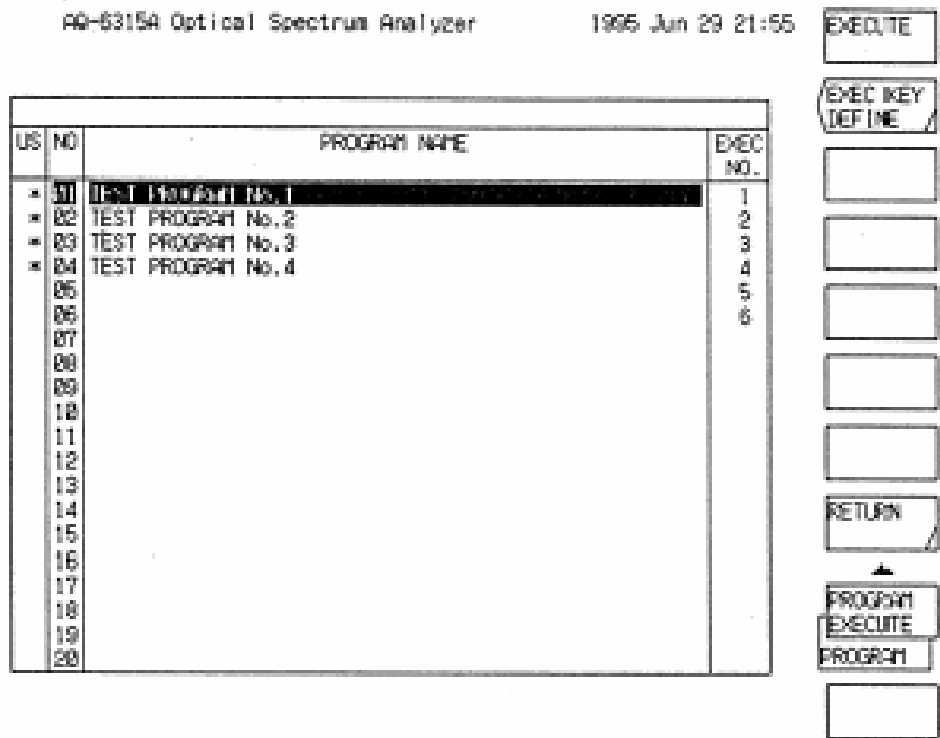 AQ-6315A Optical Spectrum Analyzer 1995 Jun 29 21:55
US NO PROGRAM NAME EXEC NO.
* 01 TEST PROGRAM No.1 1
* 02 TEST PROGRAM No.2 2
* 03 TEST PROGRAM No.3 3
* 04 TEST PROGRAM No.4 4
05 5
06 6
07
08
09
10
11
12
13
14
15
16
17
18
19
20
EXECUTE
EXEC KEY
DEFINE
RETURN
PROGRAM
EXECUTE
PROGRAM